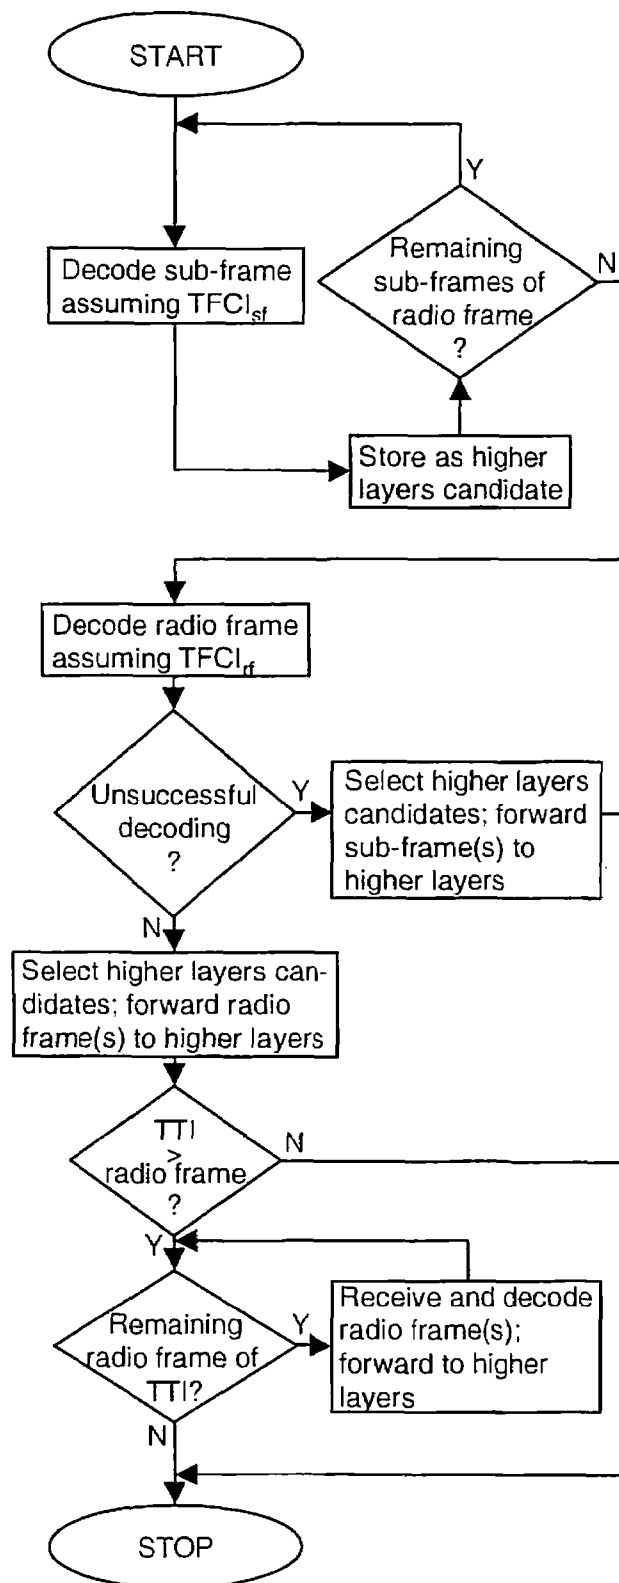 START
Y
Remaining
sub-frames of
radio frame
?
N
Decode sub-frame
assuming TFCI_sf
Store as higher
layers candidate
Decode radio frame
assuming TFCI_rf
Unsuccessful
decoding
?
Y
Select higher layers
candidates; forward
sub-frame(s) to
higher layers
N
Select higher layers can-
didates; forward radio
frame(s) to higher layers
TTI
>
radio frame
?
N
Y
Remaining
radio frame of
TTI?
Y
Receive and decode
radio frame(s);
forward to higher
layers
N
STOP